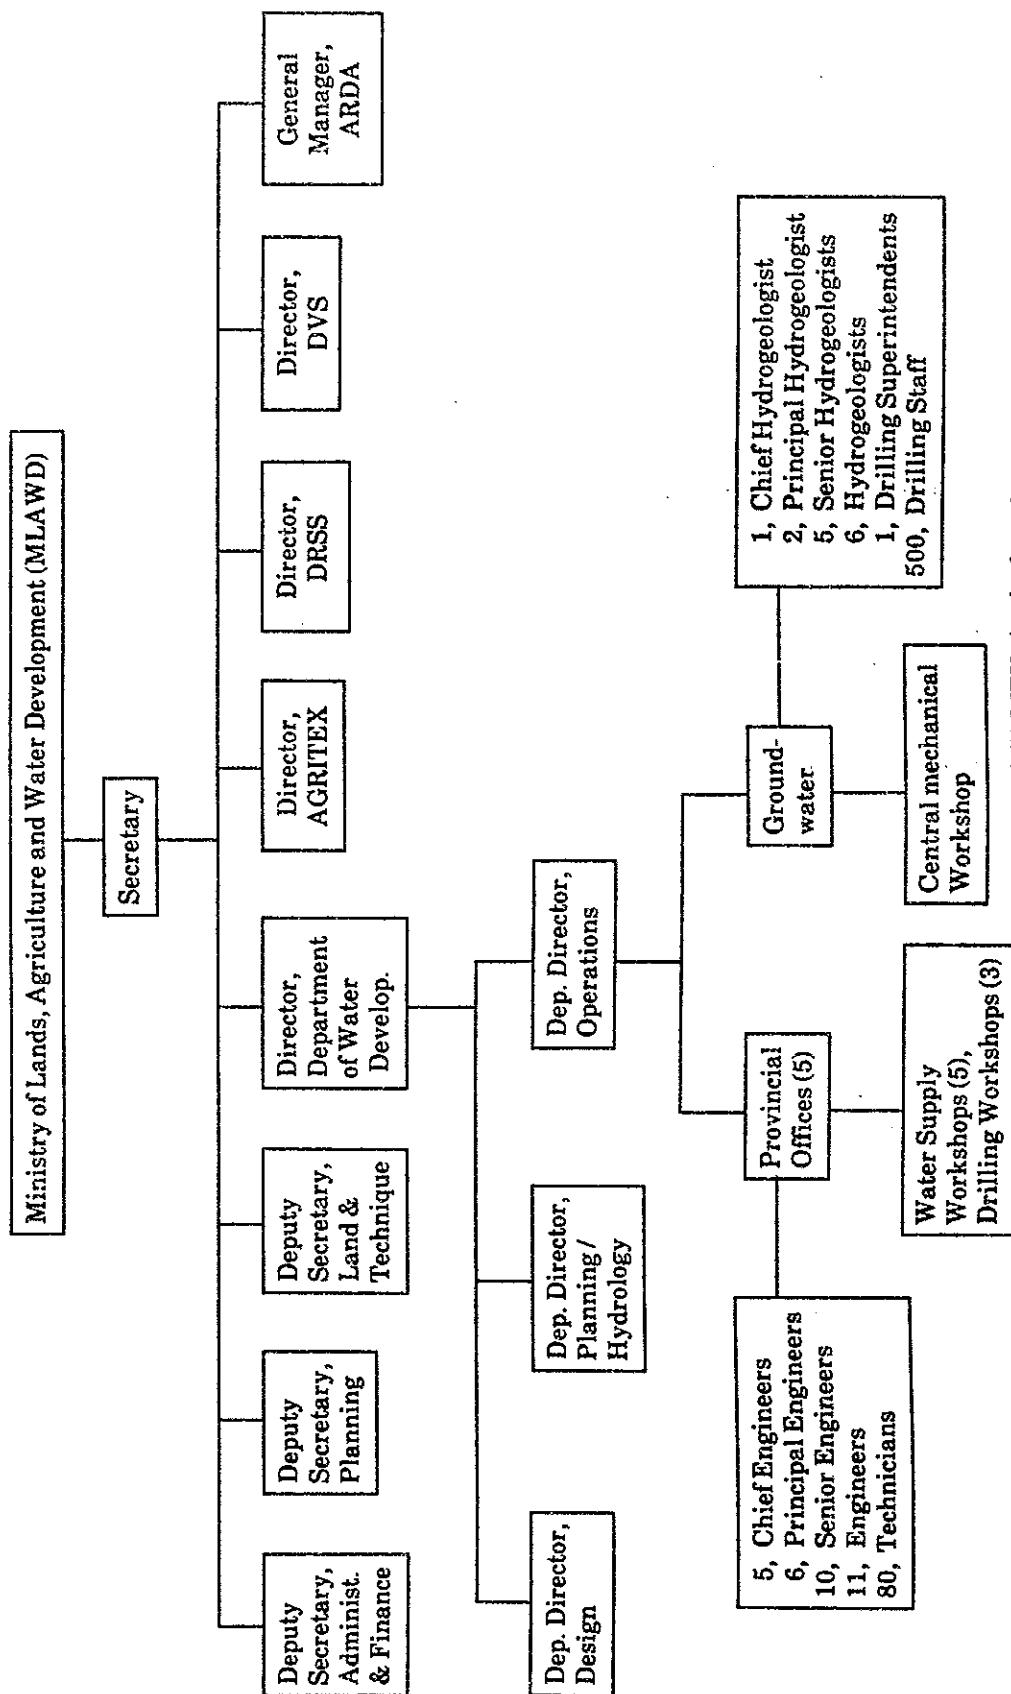 Ministry of Lands, Agriculture and Water Development (MLAWD)
Secretary
Deputy
Secretary,
Administ.
& Finance
Deputy
Secretary,
Planning
Deputy
Secretary,
Land &
Technique
Director,
Department
of Water
Develop.
Director,
AGRITEX
Director,
DRSS
Director,
DVS
General
Manager,
ARDA
Dep. Director,
Design
Dep. Director,
Planning/
Hydrology
Dep. Director,
Operations
5, Chief Engineers
6, Principal Engineers
10, Senior Engineers
11, Engineers
80, Technicians
Provincial
Offices (5)
Ground-
water
1, Chief Hydrogeologist
2, Principal Hydrogeologist
5, Senior Hydrogeologists
6, Hydrogeologists
1, Drilling Superintendents
500, Drilling Staff
Water Supply
Workshops (5),
Drilling Workshops (3)
Central mechanical
Workshop